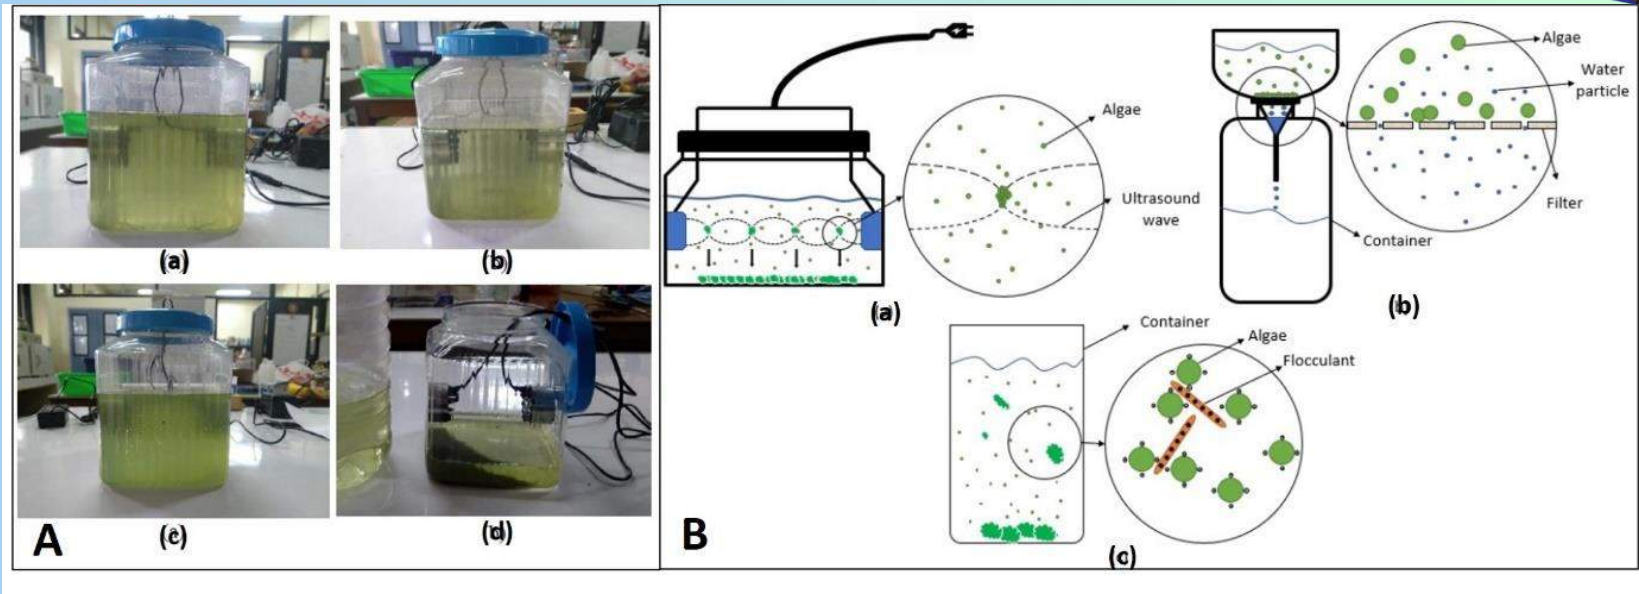 (a)
(b)
(c)
(d)
A
Algae
Ultrasound
wave
(a)
Algae
Water
particle
Filter
Container
(b)
Container
Algae
Flocculant
(c)
B